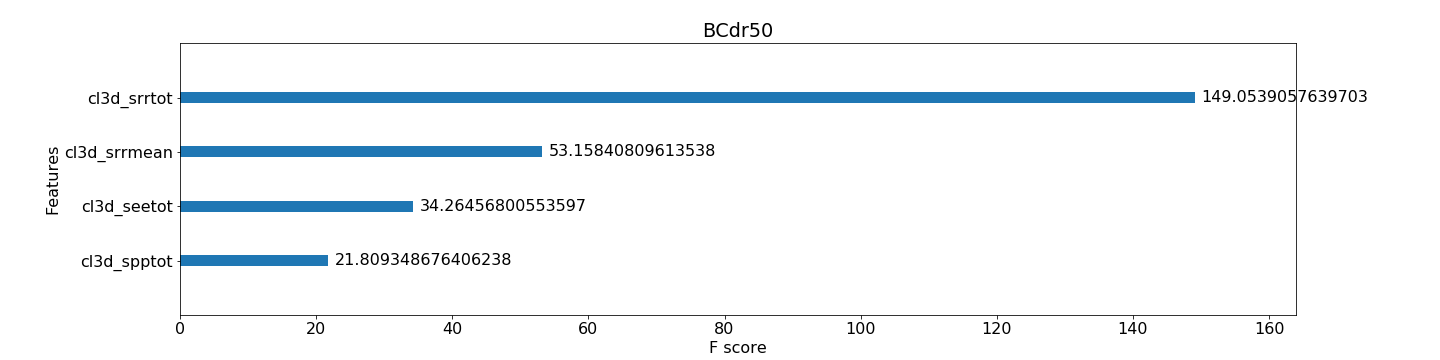 BCdr50
cl3d_srrtot
149.0539057639703
cl3d_srrmean
53.15840809613538
Features
cl3d_seetot
34.26456800553597
cl3d_spptot
21.809348676406238
0 20 40 60 80 100 120 140 160
F score